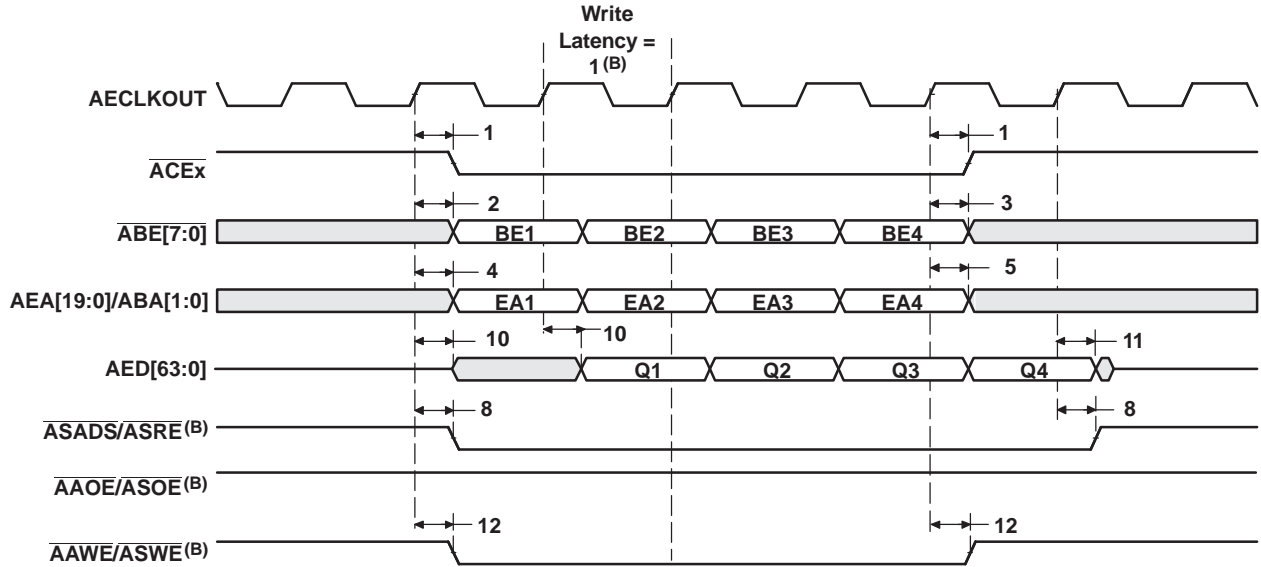 Write
Latency =
1(B)
AECLKOUT
1 1
ACEx
2 3
ABE[7:0] BE1 BE2 BE3 BE4
4 5
AEA[19:0]/ABA[1:0] EA1 EA2 EA3 EA4
10 10 11
AED[63:0] Q1 Q2 Q3 Q4
8 8
ASADS/ASRE(B)
AAOE/ASOE(B)
12 12
AAWE/ASWE(B)